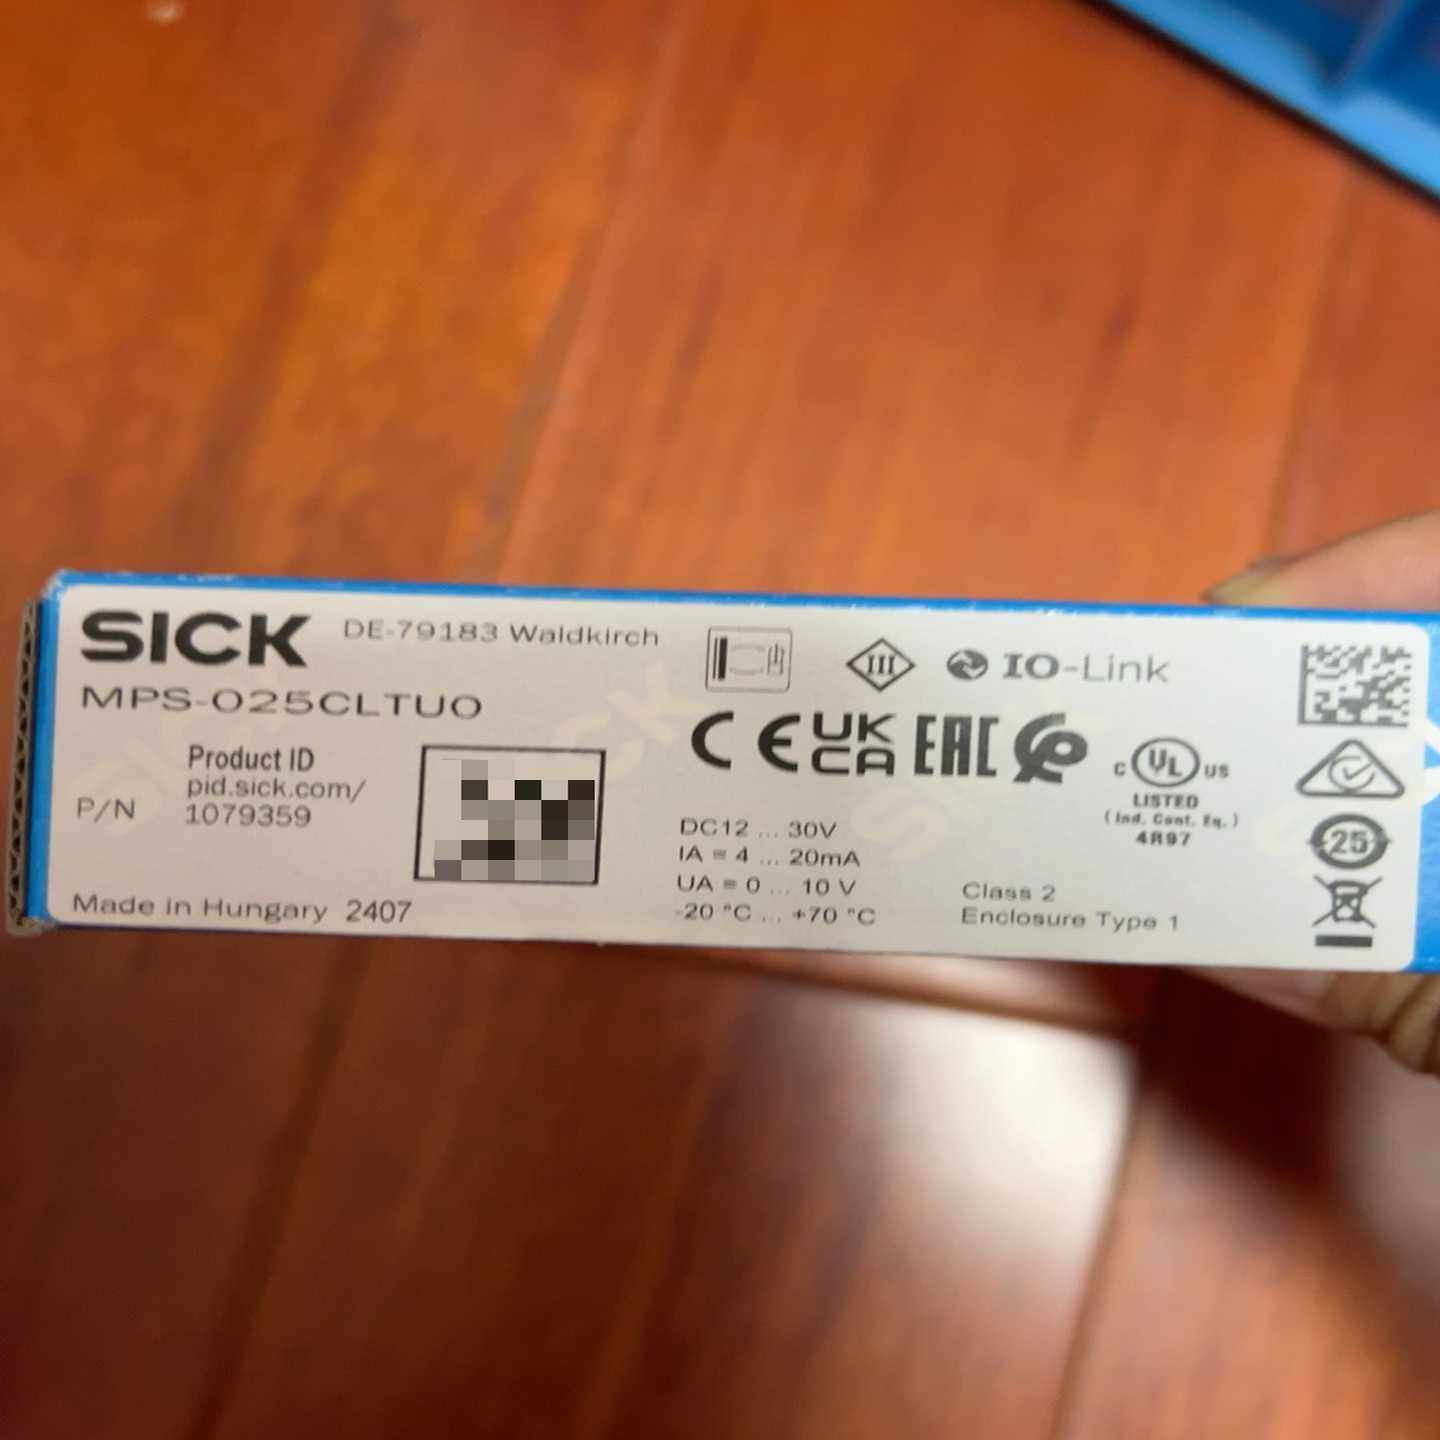 SICK DE-79183 Waldkirch
MPS-025CLTU0
Product ID
pid.sick.com/
P/N 1079359
Made in Hungary 2407
III IO-Link
CE UK CA EAC
DC12 ... 30V
IA = 4 ... 20mA
UA = 0 ... 10 V
-20 °C ... +70 °C
c UL us
LISTED
(Ind. Cont. Eq.)
4R97
Class 2
Enclosure Type 1
25